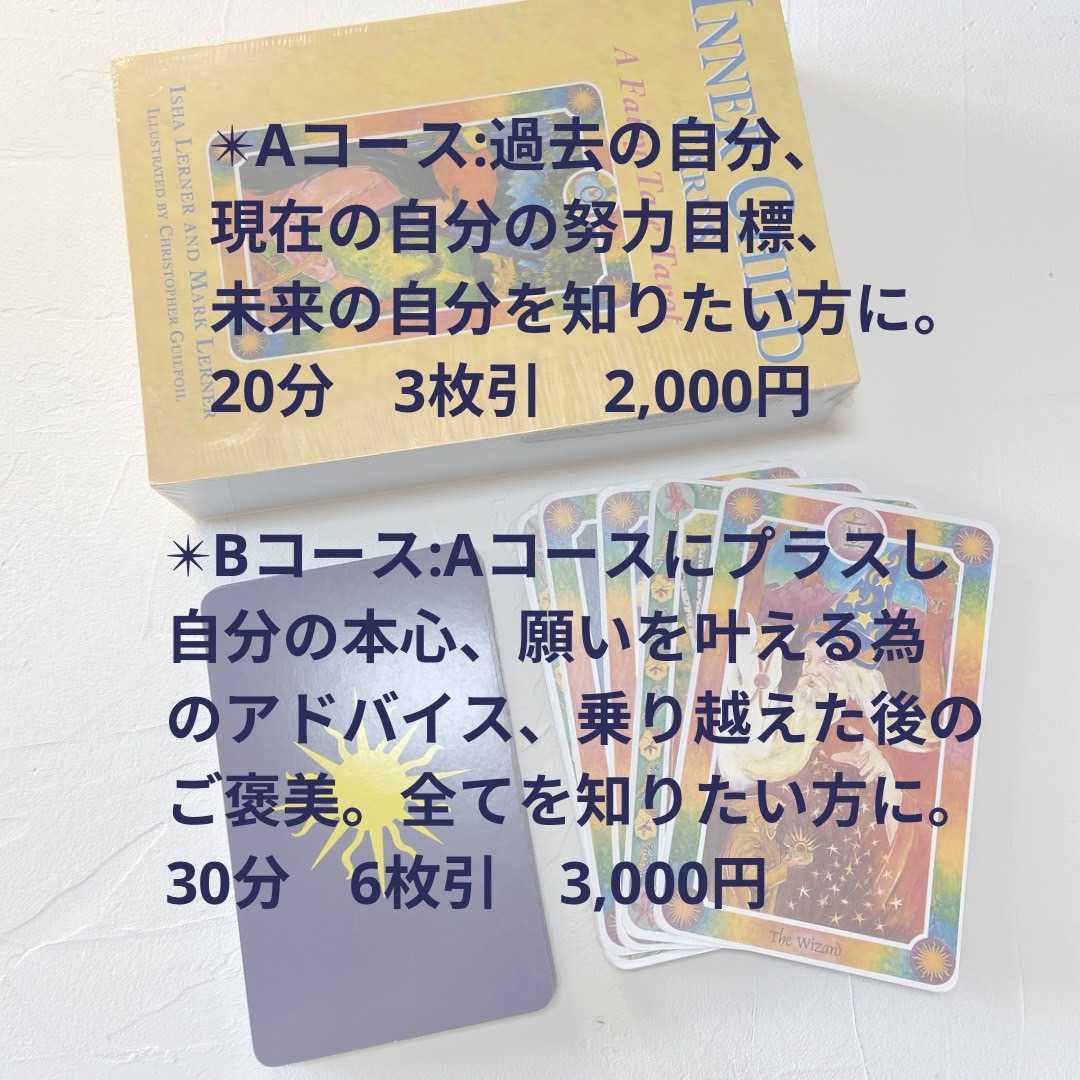 ✴Aコース:過去の自分、
現在の自分の努力目標、
未来の自分を知りたい方に。
20分　3枚引　2,000円
✴Bコース:Aコースにプラスし
自分の本心、願いを叶える為
のアドバイス、乗り越えた後の
ご褒美。全てを知りたい方に。
30分　6枚引　3,000円
INNER CHILD
CARDS
A Fairy Tale Tarot
ISHA LERNER AND MARK LERNER
ILLUSTRATED BY CHRISTOPHER GUILFOIL
The Wizard